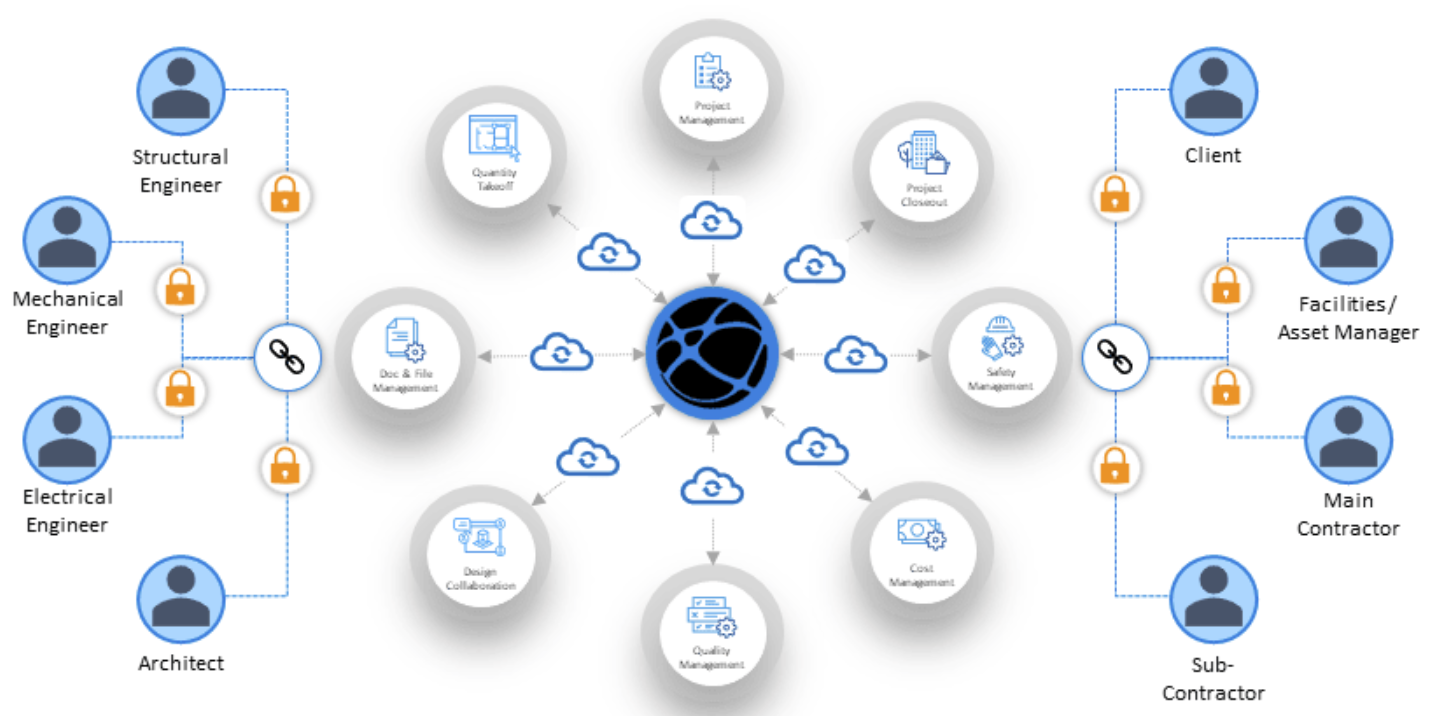 Structural
Engineer
Mechanical
Engineer
Electrical
Engineer
Architect
Project
Management
Quantity
Takeoff
Project
Closeout
Doc & File
Management
Safety
Management
Design
Collaboration
Cost
Management
Quality
Management
Client
Facilities/
Asset Manager
Main
Contractor
Sub-
Contractor